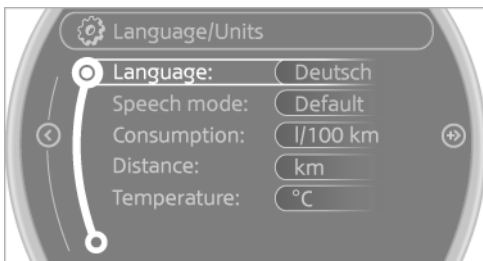 Language/Units
Language: Deutsch
Speech mode: Default
Consumption: l/100 km
Distance: km
Temperature: °C